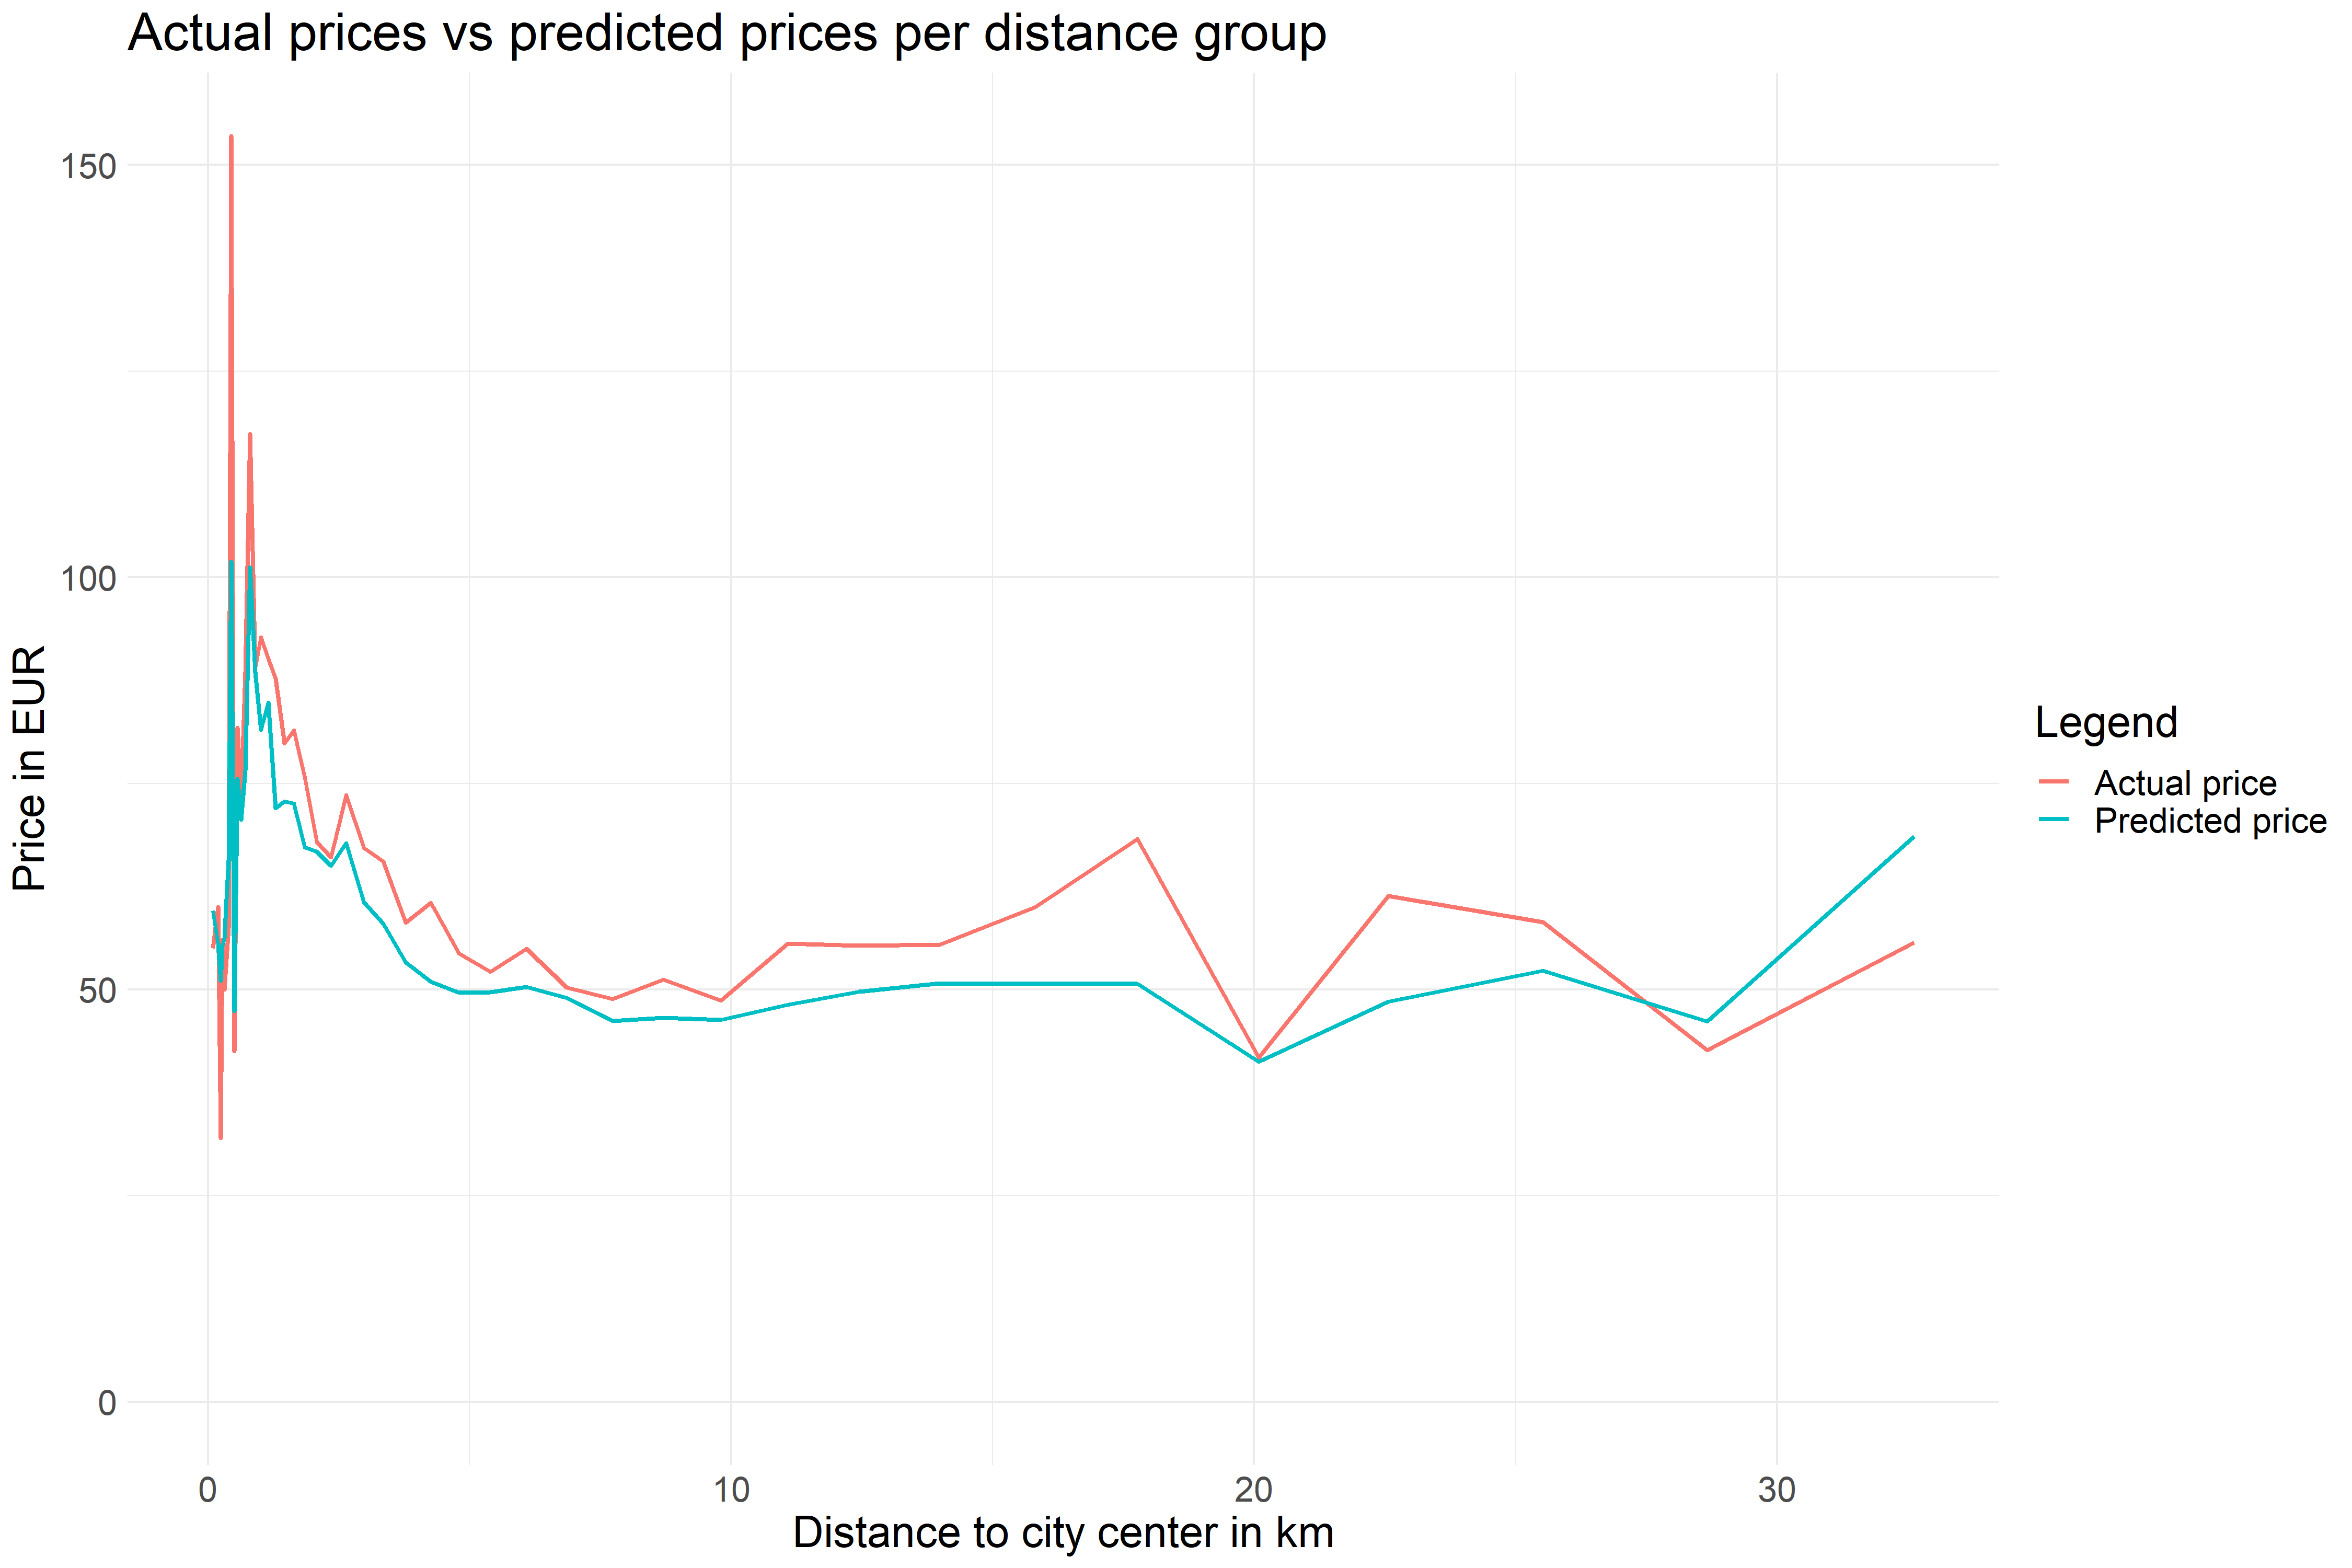 Actual prices vs predicted prices per distance group
Price in EUR
150
100
50
0
0 10 20 30
Distance to city center in km
Legend
Actual price
Predicted price